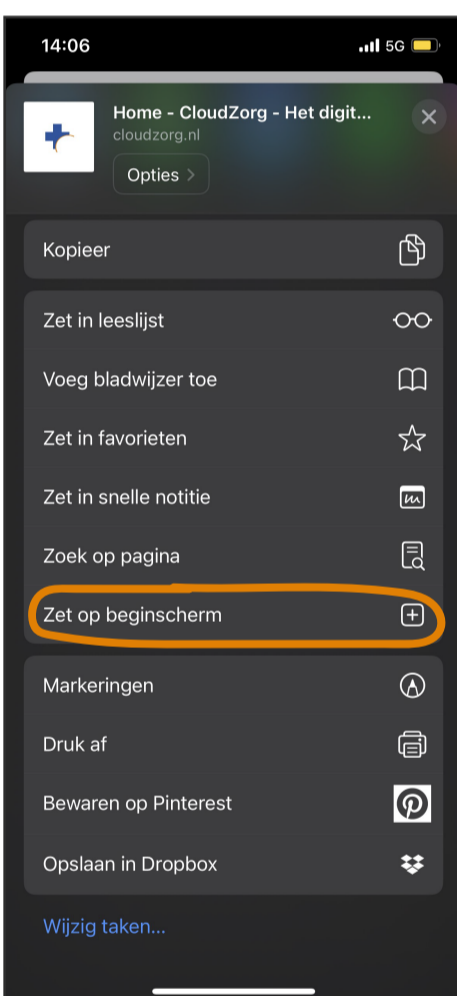 14:06
5G
Home - CloudZorg - Het digit...
cloudzorg.nl
Opties >
Kopieer
Zet in leeslijst
Voeg bladwijzer toe
Zet in favorieten
Zet in snelle notitie
Zoek op pagina
Zet op beginscherm
Markeringen
Druk af
Bewaren op Pinterest
Opslaan in Dropbox
Wijzig taken...